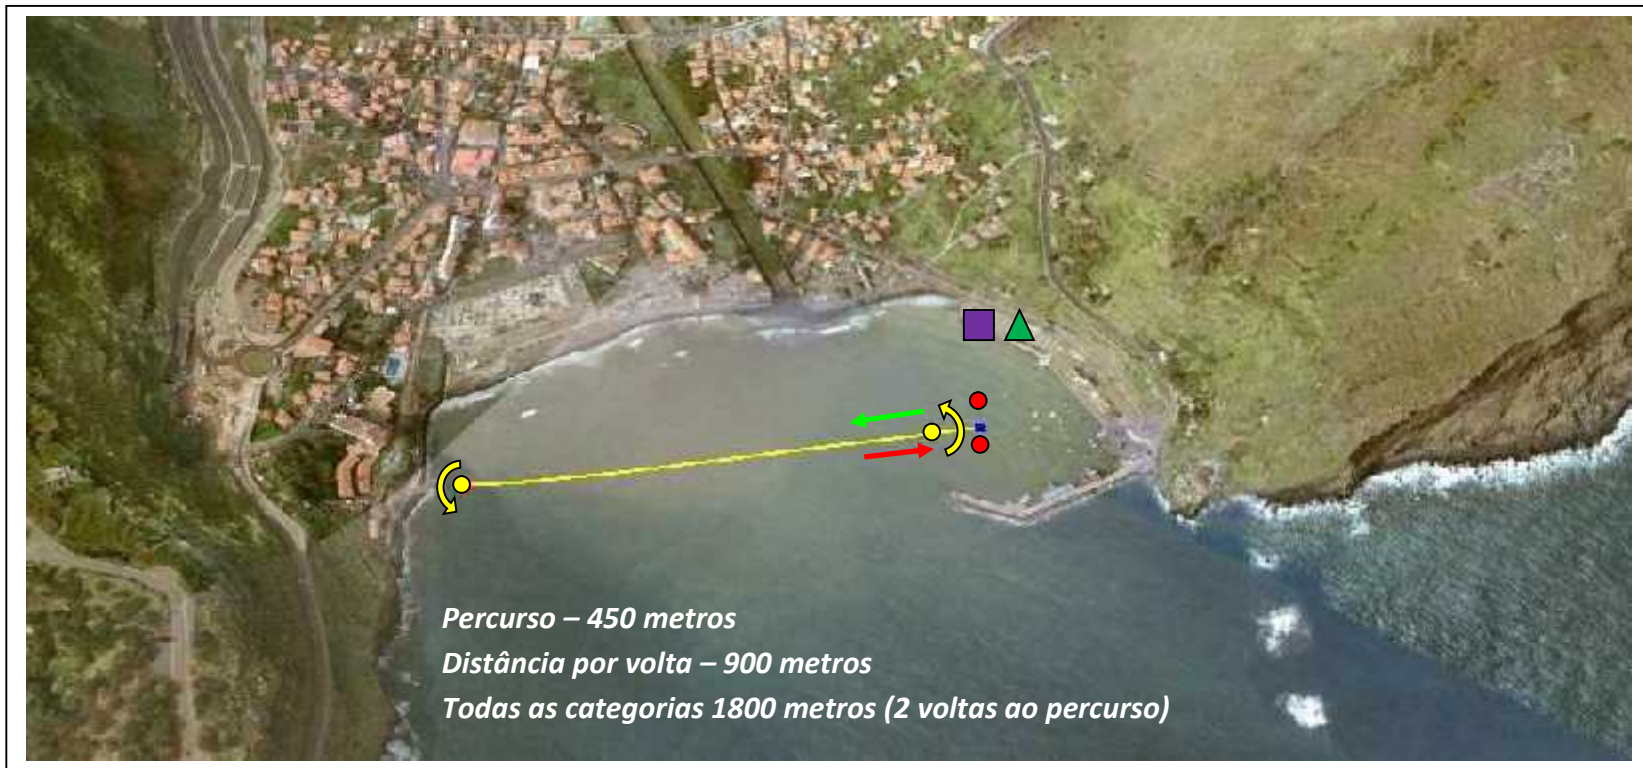 Percurso – 450 metros
Distância por volta – 900 metros
Todas as categorias 1800 metros (2 voltas ao percurso)